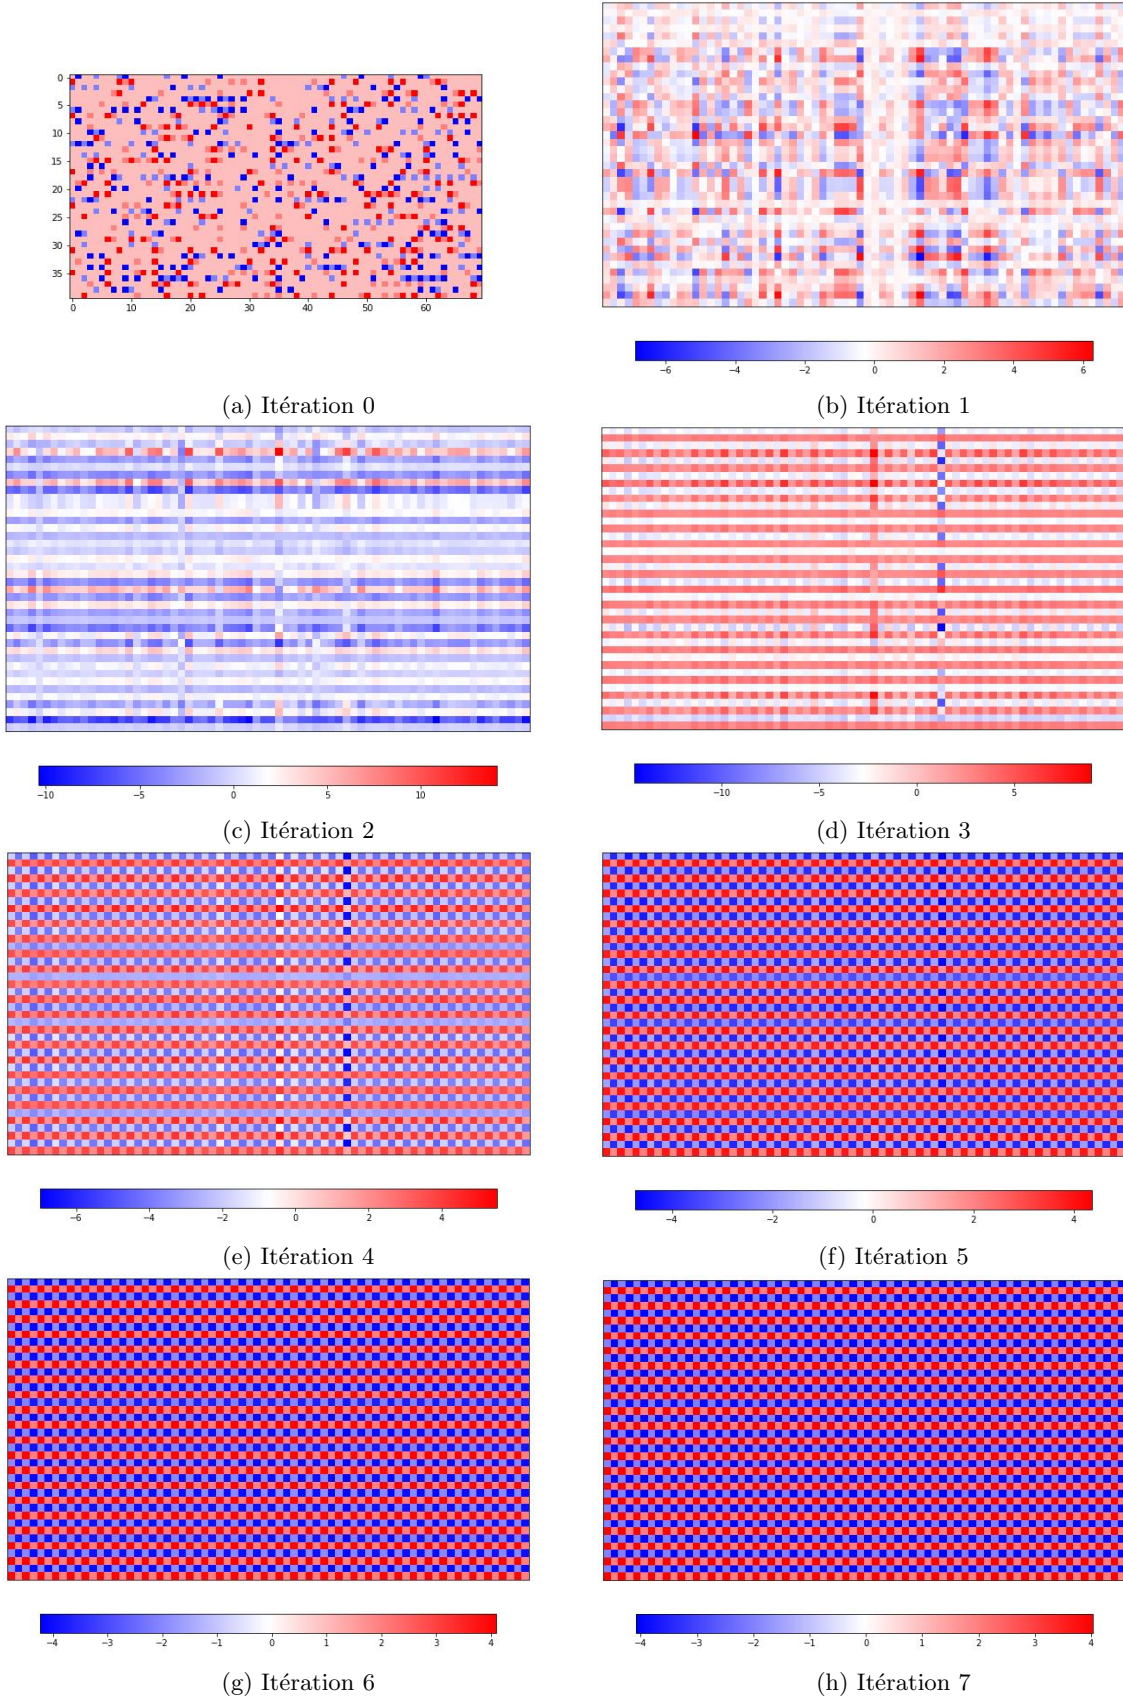 0
5
10
15
20
25
30
35
0 10 20 30 40 50 60
−6 −4 −2 0 2 4 6
(a) Itération 0
(b) Itération 1
−10 −5 0 5 10
−10 −5 0 5
(c) Itération 2
(d) Itération 3
−6 −4 −2 0 2 4
−4 −2 0 2 4
(e) Itération 4
(f) Itération 5
−4 −3 −2 −1 0 1 2 3 4
−4 −3 −2 −1 0 1 2 3 4
(g) Itération 6
(h) Itération 7